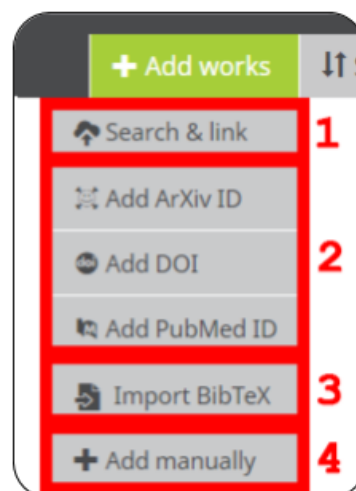 + Add works
Search & link 1
Add ArXiv ID
doi Add DOI 2
Add PubMed ID
Import BibTeX 3
+ Add manually 4